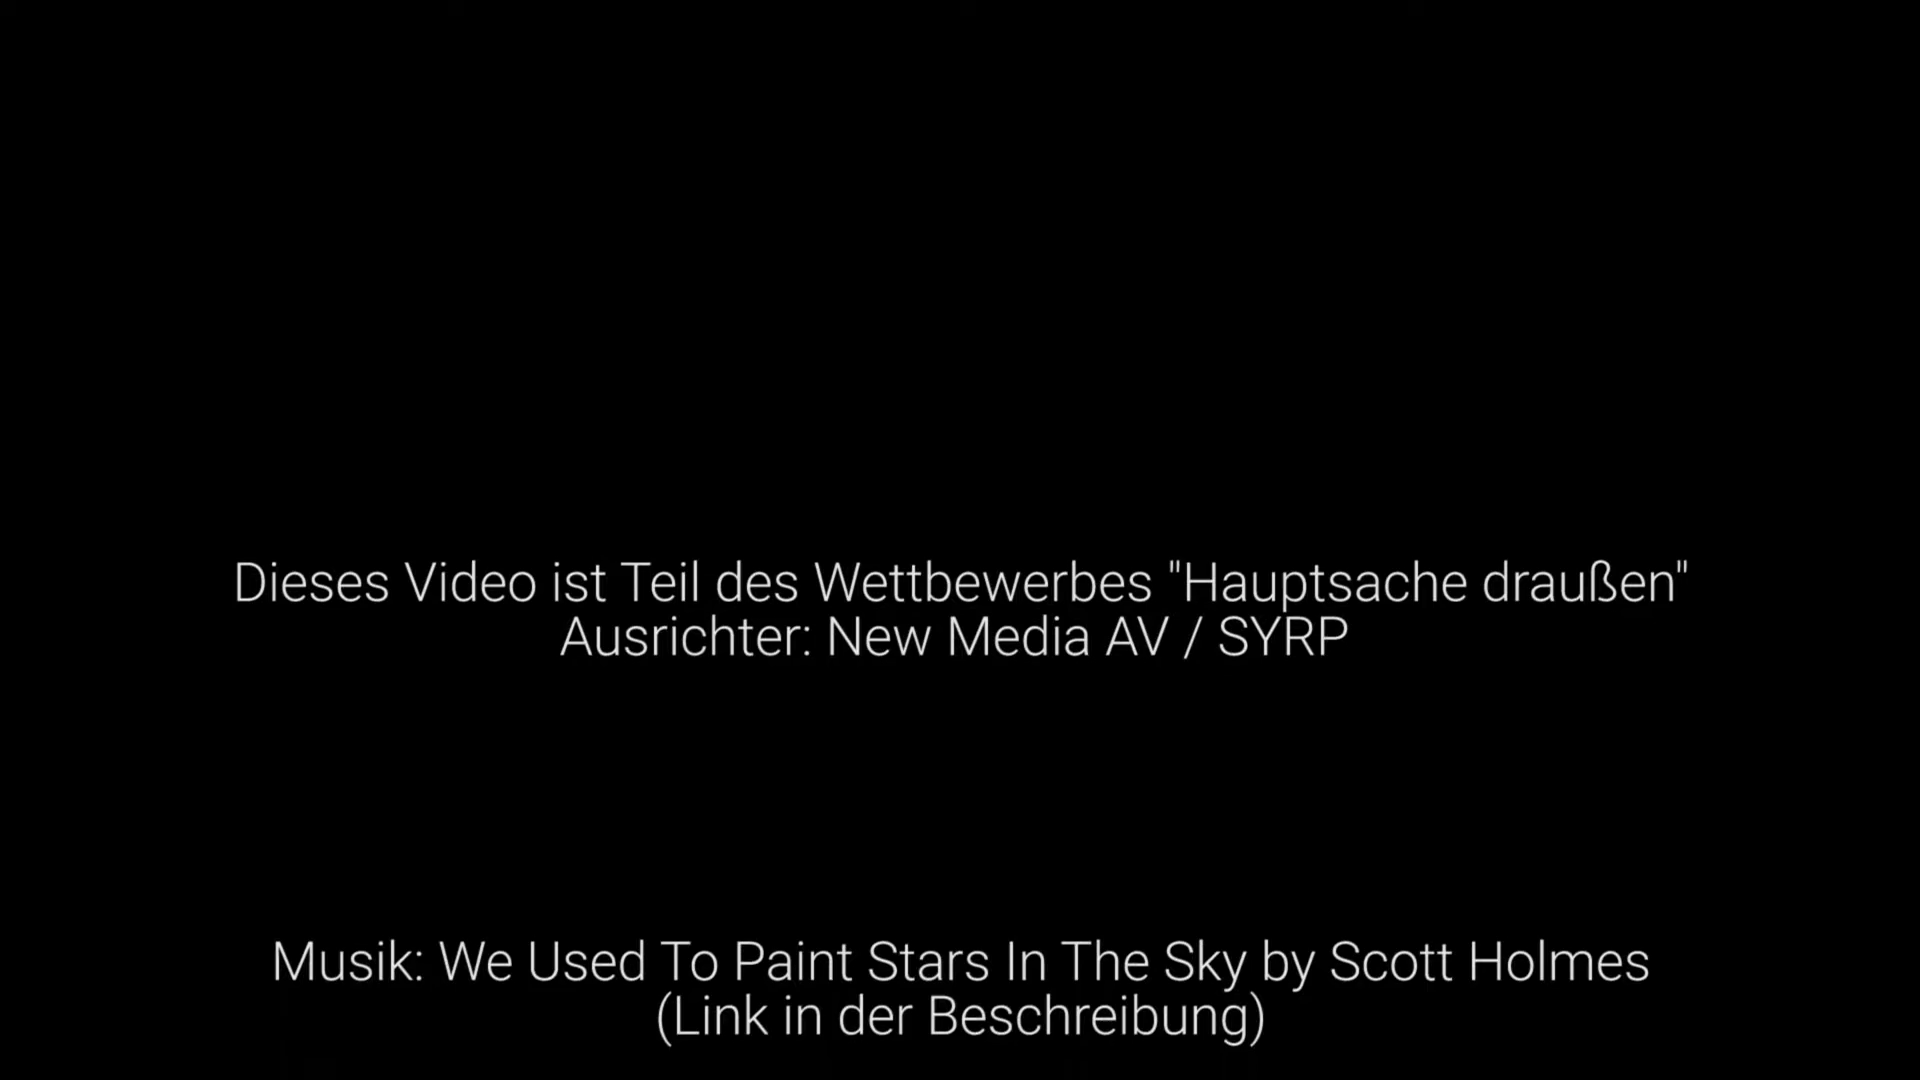 Dieses Video ist Teil des Wettbewerbes "Hauptsache draußen"
Ausrichter: New Media AV / SYRP
Musik: We Used To Paint Stars In The Sky by Scott Holmes
(Link in der Beschreibung)